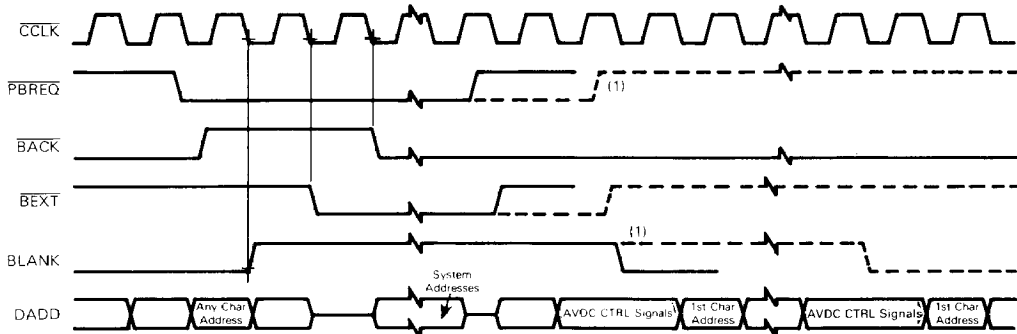 CCLK
PBREQ
(1)
BACK
BEXT
BLANK
(1)
System
Addresses
DADD
Any Char
Address
AVDC CTRL Signals
1st Char
Address
AVDC CTRL Signals
1st Char
Address